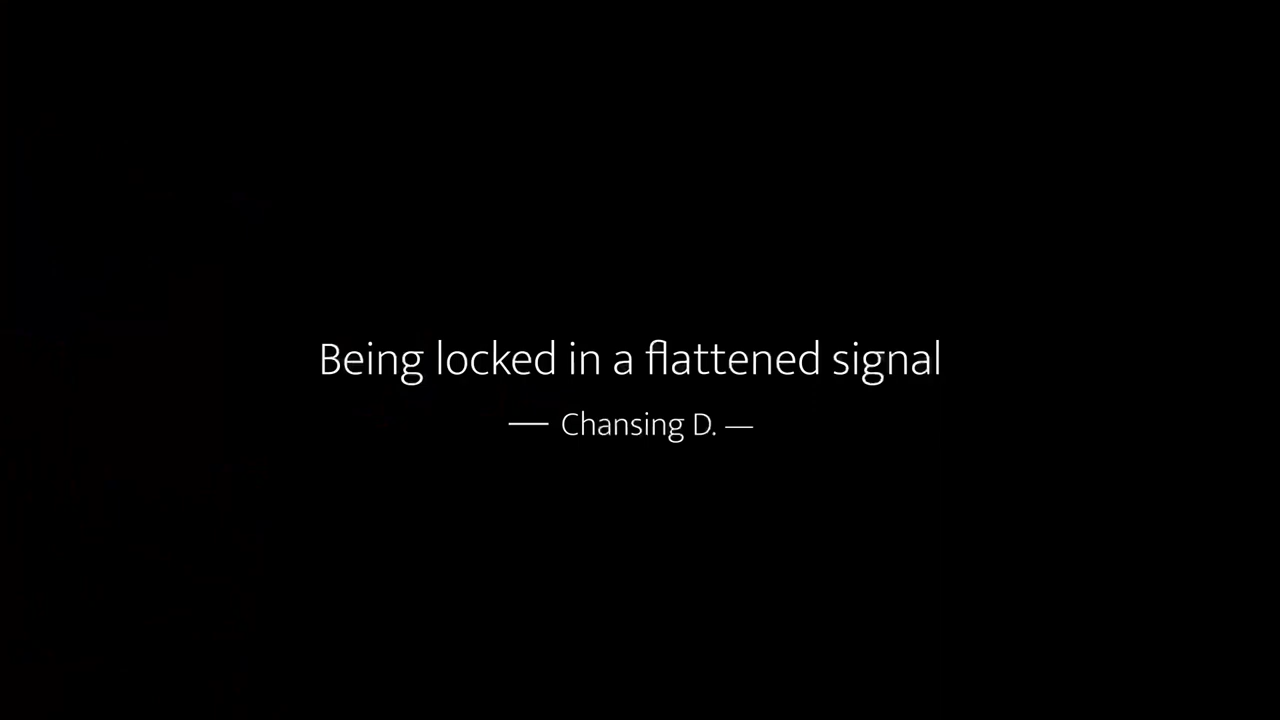 Being locked in a flattened signal
— Chansing D. —